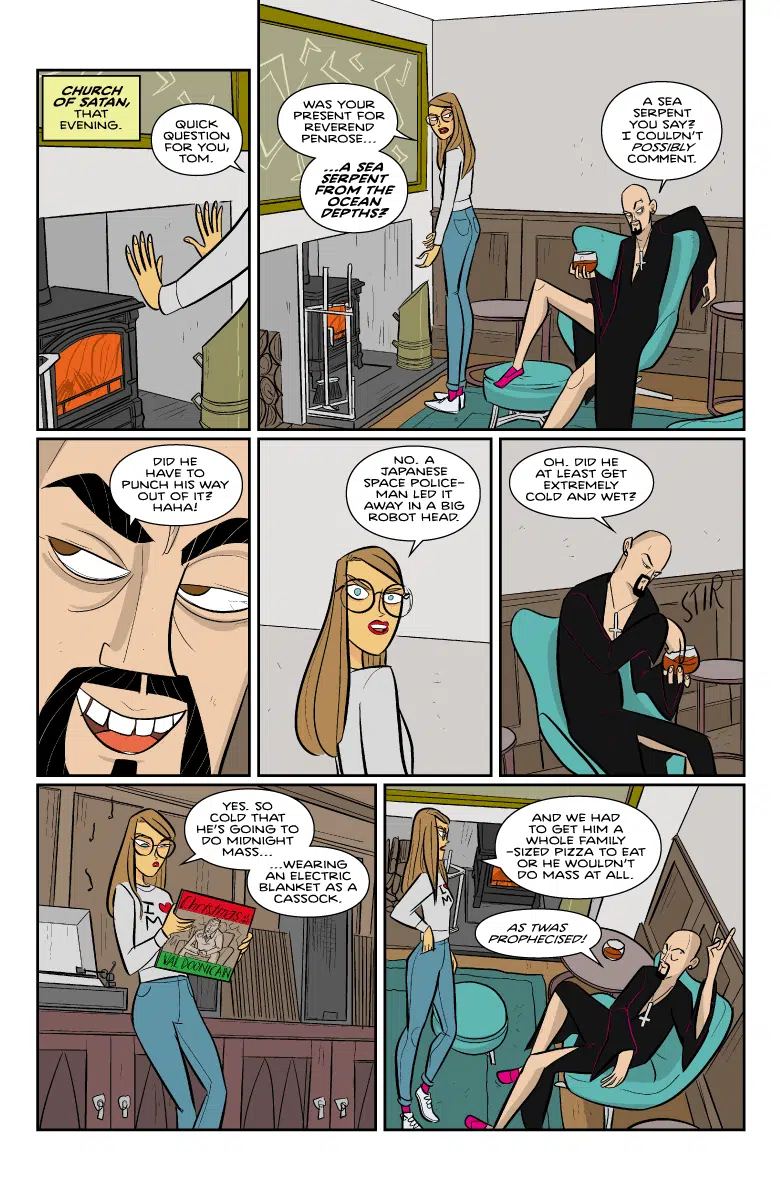 CHURCH
OF SATAN,
THAT
EVENING.
QUICK
QUESTION
FOR YOU,
TOM.
WAS YOUR
PRESENT FOR
REVEREND
PENROSE...
...A SEA
SERPENT
FROM THE
OCEAN
DEPTHS?
A SEA
SERPENT
YOU SAY?
I COULDN'T
POSSIBLY
COMMENT.
DID HE
HAVE TO
PUNCH HIS WAY
OUT OF IT?
HAHA!
NO. A
JAPANESE
SPACE POLICE-
MAN LED IT
AWAY IN A BIG
ROBOT HEAD.
OH. DID HE
AT LEAST GET
EXTREMELY
COLD AND WET?
STIR
YES. SO
COLD THAT
HE'S GOING TO
DO MIDNIGHT
MASS...
...WEARING
AN ELECTRIC
BLANKET AS A
CASSOCK.
I
M
Christmas
VAL DOONICAN
AND WE HAD
TO GET HIM A
WHOLE FAMILY
-SIZED PIZZA TO EAT
OR HE WOULDN'T
DO MASS AT ALL.
I
M
AS TWAS
PROPHECISED!